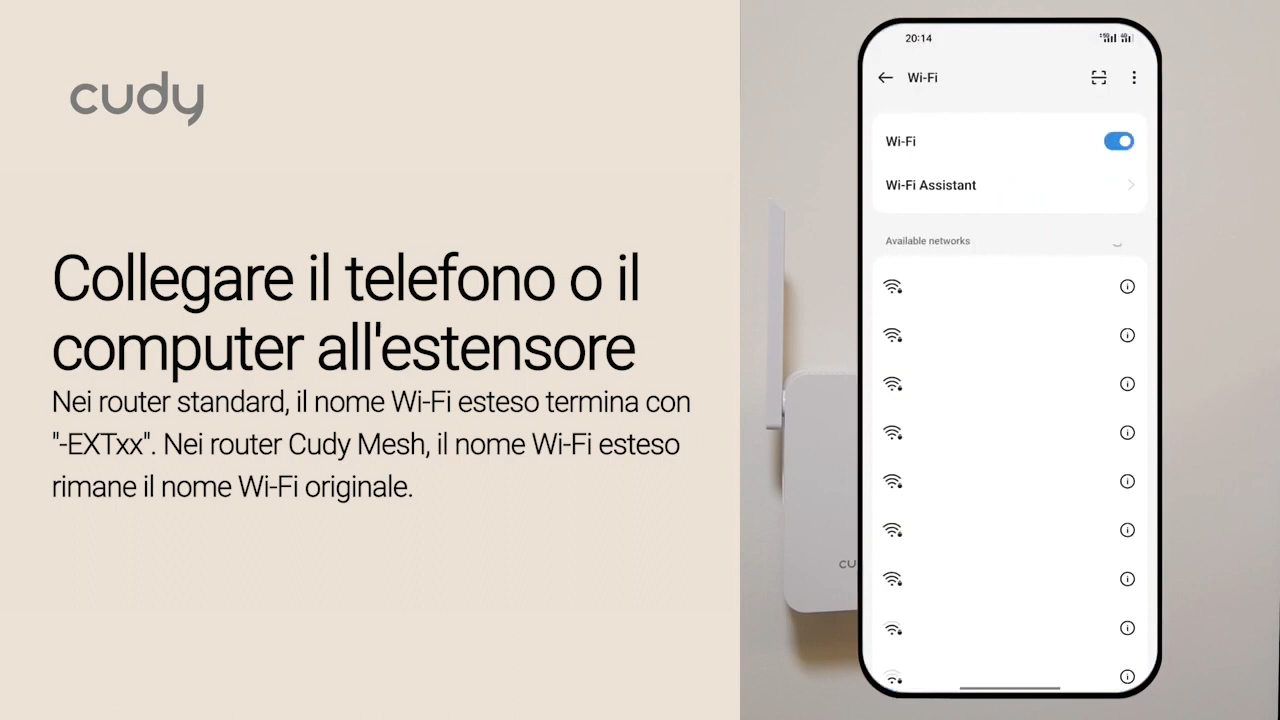 cudy
Collegare il telefono o il
computer all'estensore
Nei router standard, il nome Wi-Fi esteso termina con
"-EXTxx". Nei router Cudy Mesh, il nome Wi-Fi esteso
rimane il nome Wi-Fi originale.
20:14
Wi-Fi
Wi-Fi
Wi-Fi Assistant
Available networks
cu